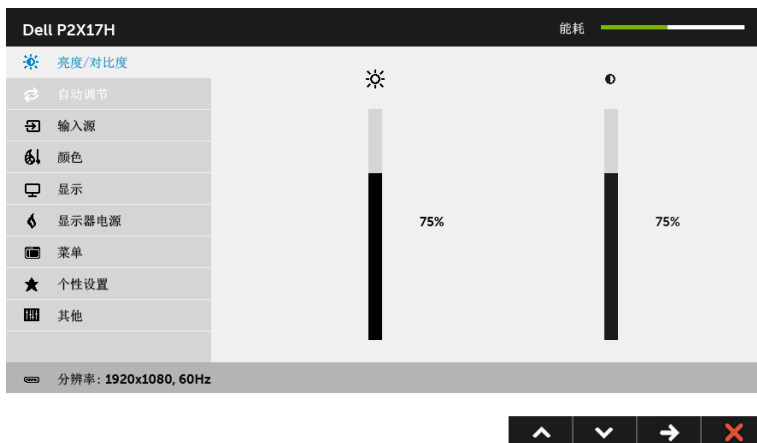 Dell P2X17H
能耗
亮度/对比度
自动调节
输入源
颜色
显示
显示器电源
菜单
个性设置
其他
75%
75%
分辨率: 1920x1080, 60Hz